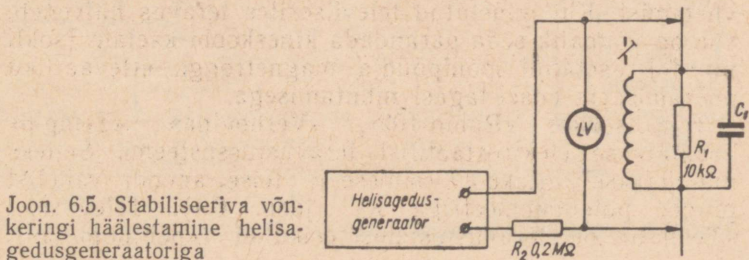 LV
R₁
10kΩ
C₁
Helisagedus-
generaator
R₂ 0,2MΩ
Joon. 6.5. Stabiliseeriva võn-
keringi häälestamine helisa-
gedusgeneraatoriga